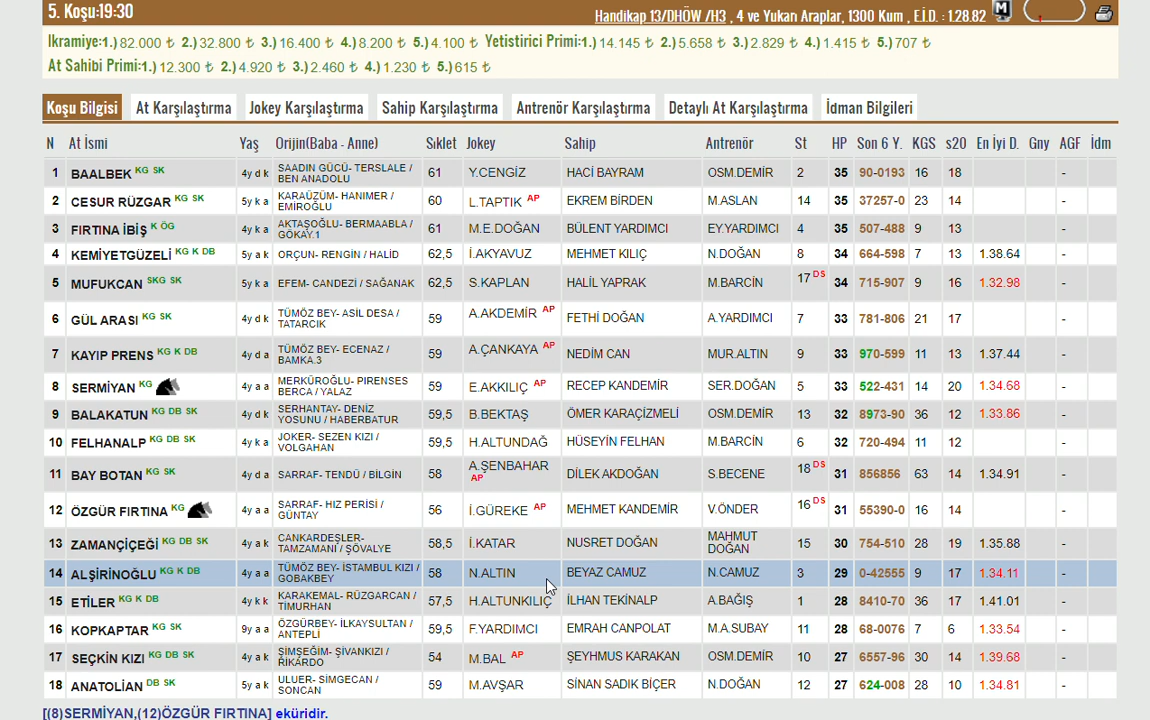 5. Koşu:19:30
Handikap 13/DHÖW /H3 , 4 ve Yukarı Araplar, 1300 Kum , E.İ.D. : 1.28.82 M
İkramiye:1.) 82.000 ₺ 2.) 32.800 ₺ 3.) 16.400 ₺ 4.) 8.200 ₺ 5.) 4.100 ₺ Yetistirici Primi:1.) 14.145 ₺ 2.) 5.658 ₺ 3.) 2.829 ₺ 4.) 1.415 ₺ 5.) 707 ₺
At Sahibi Primi:1.) 12.300 ₺ 2.) 4.920 ₺ 3.) 2.460 ₺ 4.) 1.230 ₺ 5.) 615 ₺
Koşu Bilgisi At Karşılaştırma Jokey Karşılaştırma Sahip Karşılaştırma Antrenör Karşılaştırma Detaylı At Karşılaştırma İdman Bilgileri
N At İsmi Yaş Orijin(Baba - Anne) Sıklet Jokey Sahip Antrenör St HP Son 6 Y. KGS s20 En İyi D. Gny AGF İdm
1 BAALBEK KG SK 4y d k SAADIN GÜCÜ- TERSLALE / BEN ANADOLU 61 Y.CENGİZ HACİ BAYRAM OSM.DEMİR 2 35 90-0193 16 18 -
2 CESUR RÜZGAR KG SK 5y k a KARAÜZÜM- HANIMER / EMİROĞLU 60 L.TAPTIK AP EKREM BİRDEN M.ASLAN 14 35 37257-0 23 14 -
3 FIRTINA İBİŞ K ÖG 4y k a AKTAŞOĞLU- BERMAABLA / GÖKAY.1 61 M.E.DOĞAN BÜLENT YARDIMCI EY.YARDIMCI 4 35 507-488 9 13 -
4 KEMİYETGÜZELİ KG K DB 5y a k ORÇUN- RENGİN / HALİD 62,5 İ.AKYAVUZ MEHMET KILIÇ N.DOĞAN 8 34 664-598 7 13 1.38.64 -
5 MUFUKCAN SKG SK 5y k a EFEM- CANDEZİ / SAĞANAK 62,5 S.KAPLAN HALİL YAPRAK M.BARCİN 17 DS 34 715-907 9 16 1.32.98 -
6 GÜL ARASI KG SK 4y d k TÜMÖZ BEY- ASİL DESA / TATARCIK 59 A.AKDEMİR AP FETHİ DOĞAN A.YARDIMCI 7 33 781-806 21 17 -
7 KAYIP PRENS KG K DB 4y d a TÜMÖZ BEY- ECENAZ / BAMKA.3 59 A.ÇANKAYA AP NEDİM CAN MUR.ALTIN 9 33 970-599 11 13 1.37.44 -
8 SERMİYAN KG 4y a a MERKÜROĞLU- PIRENSES BERCA / YALAZ 59 E.AKKILIÇ AP RECEP KANDEMİR SER.DOĞAN 5 33 522-431 14 20 1.34.68 -
9 BALAKATUN KG DB SK 4y d k SERHANTAY- DENİZ YOSUNU / HABERBATUR 59,5 B.BEKTAŞ ÖMER KARAÇİZMELİ OSM.DEMİR 13 32 8973-90 36 12 1.33.86 -
10 FELHANALP KG DB SK 4y k a JOKER- SEZEN KIZI / VOLGAHAN 59,5 H.ALTUNDAĞ HÜSEYİN FELHAN M.BARCİN 6 32 720-494 11 12 -
11 BAY BOTAN KG SK 4y d a SARRAF- TENDÜ / BİLGİN 58 A.ŞENBAHAR AP DİLEK AKDOĞAN S.BECENE 18 DS 31 856856 63 14 1.34.91 -
12 ÖZGÜR FIRTINA KG 4y a a SARRAF- HIZ PERİSİ / GÜNTAY 56 İ.GÜREKE AP MEHMET KANDEMİR V.ÖNDER 16 DS 31 55390-0 16 14 -
13 ZAMANÇİÇEĞİ KG DB SK 4y a k CANKARDEŞLER- TAMZAMANI / ŞÖVALYE 58,5 İ.KATAR NUSRET DOĞAN MAHMUT DOĞAN 15 30 754-510 28 19 1.35.88 -
14 ALŞİRİNOĞLU KG K DB 4y a a TÜMÖZ BEY- İSTANBUL KIZI / GOBAKBEY 58 N.ALTIN BEYAZ CAMUZ N.CAMUZ 3 29 0-42555 9 17 1.34.11 -
15 ETİLER KG K DB 4y k k KARAKEMAL- RÜZGARCAN / TİMURHAN 57,5 H.ALTUNKILIÇ İLHAN TEKİNALP A.BAĞIŞ 1 28 8410-70 36 17 1.41.01 -
16 KOPKAPTAR KG SK 9y a a ÖZGÜRBEY- İLKAYSULTAN / ANTEPLİ 59,5 F.YARDIMCI EMRAH CANPOLAT M.A.SUBAY 11 28 68-0076 7 6 1.33.54 -
17 SEÇKİN KIZI KG DB SK 4y a k ŞİMŞEĞİM- ŞİVANKIZI / RİKARDO 54 M.BAL AP ŞEYHMUS KARAKAN OSM.DEMİR 10 27 6557-96 30 14 1.39.68 -
18 ANATOLİAN DB SK 5y a k ULUER- SİMGECAN / SONCAN 59 M.AVŞAR SİNAN SADIK BİÇER N.DOĞAN 12 27 624-008 28 10 1.34.81 -
[(8)SERMİYAN,(12)ÖZGÜR FIRTINA] eküridir.